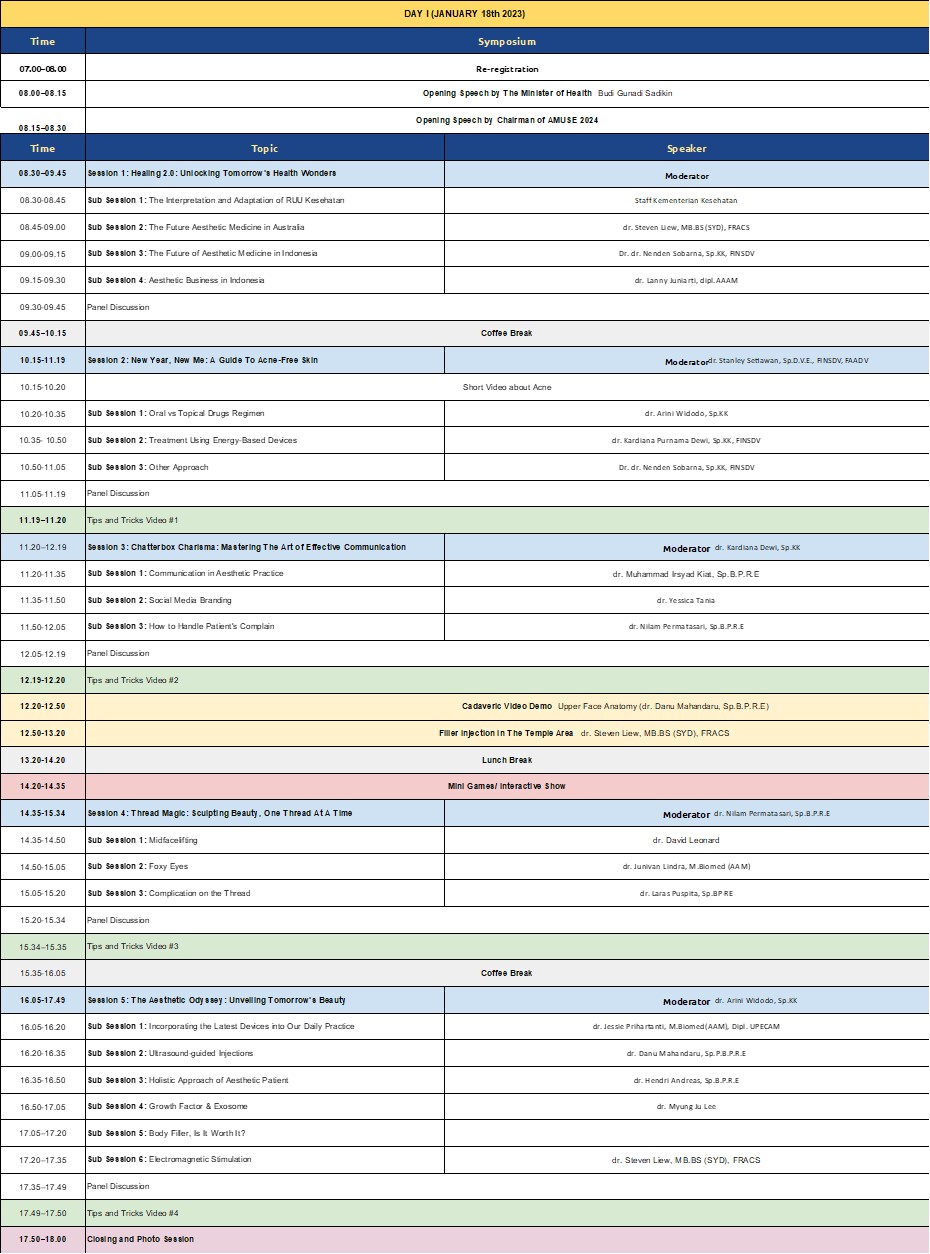 DAY I (JANUARY 18th 2023)
Time Symposium
07.00–08.00 Re-registration
08.00–08.15 Opening Speech by The Minister of Health Budi Gunadi Sadikin
08.15–08.30 Opening Speech by Chairman of AMUSE 2024
Time Topic Speaker
08.30–09.45 Session 1: Healing 2.0: Unlocking Tomorrow's Health Wonders Moderator
08.30-08.45 Sub Session 1: The Interpretation and Adaptation of RUU Kesehatan Staff Kementerian Kesehatan
08.45-09.00 Sub Session 2: The Future Aesthetic Medicine in Australia dr. Steven Liew, MB.BS (SYD), FRACS
09.00-09.15 Sub Session 3: The Future of Aesthetic Medicine in Indonesia Dr. dr. Nenden Sobarna, Sp.KK, FINSDV
09.15-09.30 Sub Session 4: Aesthetic Business in Indonesia dr. Lanny Juniarti, dipl.AAAM
09.30-09.45 Panel Discussion
09.45–10.15 Coffee Break
10.15-11.19 Session 2: New Year, New Me: A Guide To Acne-Free Skin Moderator dr. Stanley Setiawan, Sp.D.V.E., FINSDV, FAADV
10.15-10.20 Short Video about Acne
10.20-10.35 Sub Session 1: Oral vs Topical Drugs Regimen dr. Arini Widodo, Sp.KK
10.35- 10.50 Sub Session 2: Treatment Using Energy-Based Devices dr. Kardiana Purnama Dewi, Sp.KK, FINSDV
10.50-11.05 Sub Session 3: Other Approach Dr. dr. Nenden Sobarna, Sp.KK, FINSDV
11.05-11.19 Panel Discussion
11.19–11.20 Tips and Tricks Video #1
11.20–12.19 Session 3: Chatterbox Charisma: Mastering The Art of Effective Communication Moderator dr. Kardiana Dewi, Sp.KK
11.20-11.35 Sub Session 1: Communication in Aesthetic Practice dr. Muhammad Irsyad Kiat, Sp.B.P.R.E
11.35-11.50 Sub Session 2: Social Media Branding dr. Yessica Tania
11.50-12.05 Sub Session 3: How to Handle Patient's Complain dr. Nilam Permatasari, Sp.B.P.R.E
12.05-12.19 Panel Discussion
12.19-12.20 Tips and Tricks Video #2
12.20-12.50 Cadaveric Video Demo Upper Face Anatomy (dr. Danu Mahandaru, Sp.B.P.R.E)
12.50-13.20 Filler Injection In The Temple Area dr. Steven Liew, MB.BS (SYD), FRACS
13.20-14.20 Lunch Break
14.20-14.35 Mini Games/ Interactive Show
14.35-15.34 Session 4: Thread Magic: Sculpting Beauty, One Thread At A Time Moderator dr. Nilam Permatasari, Sp.B.P.R.E
14.35-14.50 Sub Session 1: Midfacelifting dr. David Leonard
14.50-15.05 Sub Session 2: Foxy Eyes dr. Junivan Lindra, M.Biomed (AAM)
15.05-15.20 Sub Session 3: Complication on the Thread dr. Laras Puspita, Sp.BP-RE
15.20-15.34 Panel Discussion
15.34–15.35 Tips and Tricks Video #3
15.35-16.05 Coffee Break
16.05-17.49 Session 5: The Aesthetic Odyssey: Unveiling Tomorrow's Beauty Moderator dr. Arini Widodo, Sp.KK
16.05-16.20 Sub Session 1: Incorporating the Latest Devices into Our Daily Practice dr. Jessie Prihartanti, M.Biomed(AAM), Dipl. UPECAM
16.20-16.35 Sub Session 2: Ultrasound-guided Injections dr. Danu Mahandaru, Sp.P.B.P.R.E
16.35-16.50 Sub Session 3: Holistic Approach of Aesthetic Patient dr. Hendri Andreas, Sp.B.P.R.E
16.50-17.05 Sub Session 4: Growth Factor & Exosome dr. Myung Ju Lee
17.05–17.20 Sub Session 5: Body Filler, Is It Worth It?
17.20–17.35 Sub Session 6: Electromagnetic Stimulation dr. Steven Liew, MB.BS (SYD), FRACS
17.35–17.49 Panel Discussion
17.49–17.50 Tips and Tricks Video #4
17.50–18.00 Closing and Photo Session